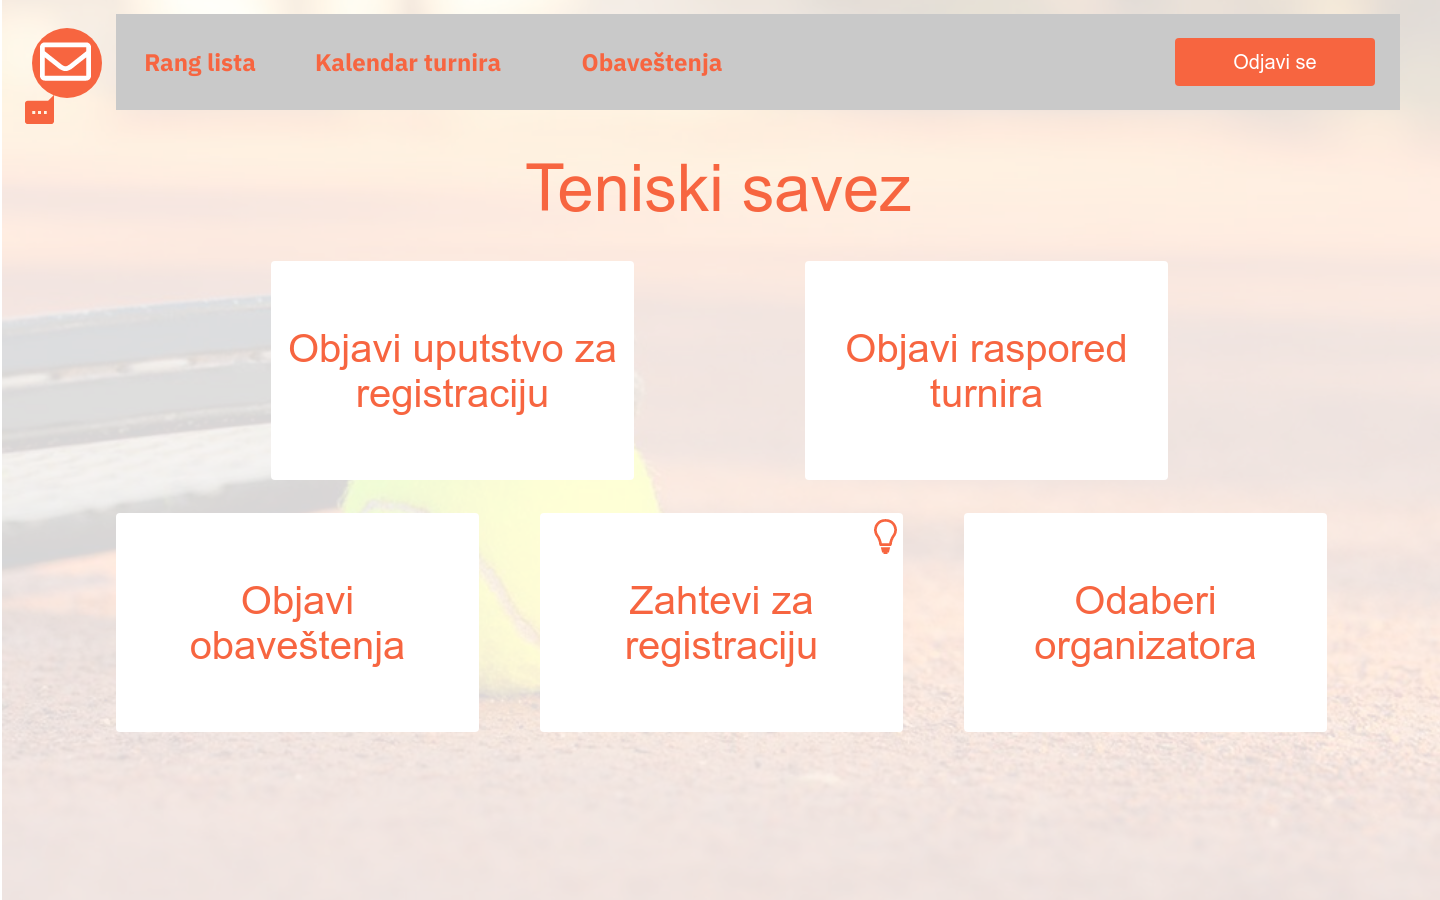 Rang lista
Kalendar turnira
Obaveštenja
Odjavi se
Teniski savez
Objavi uputstvo za
registraciju
Objavi raspored
turnira
Objavi
obaveštenja
Zahtevi za
registraciju
Odaberi
organizatora